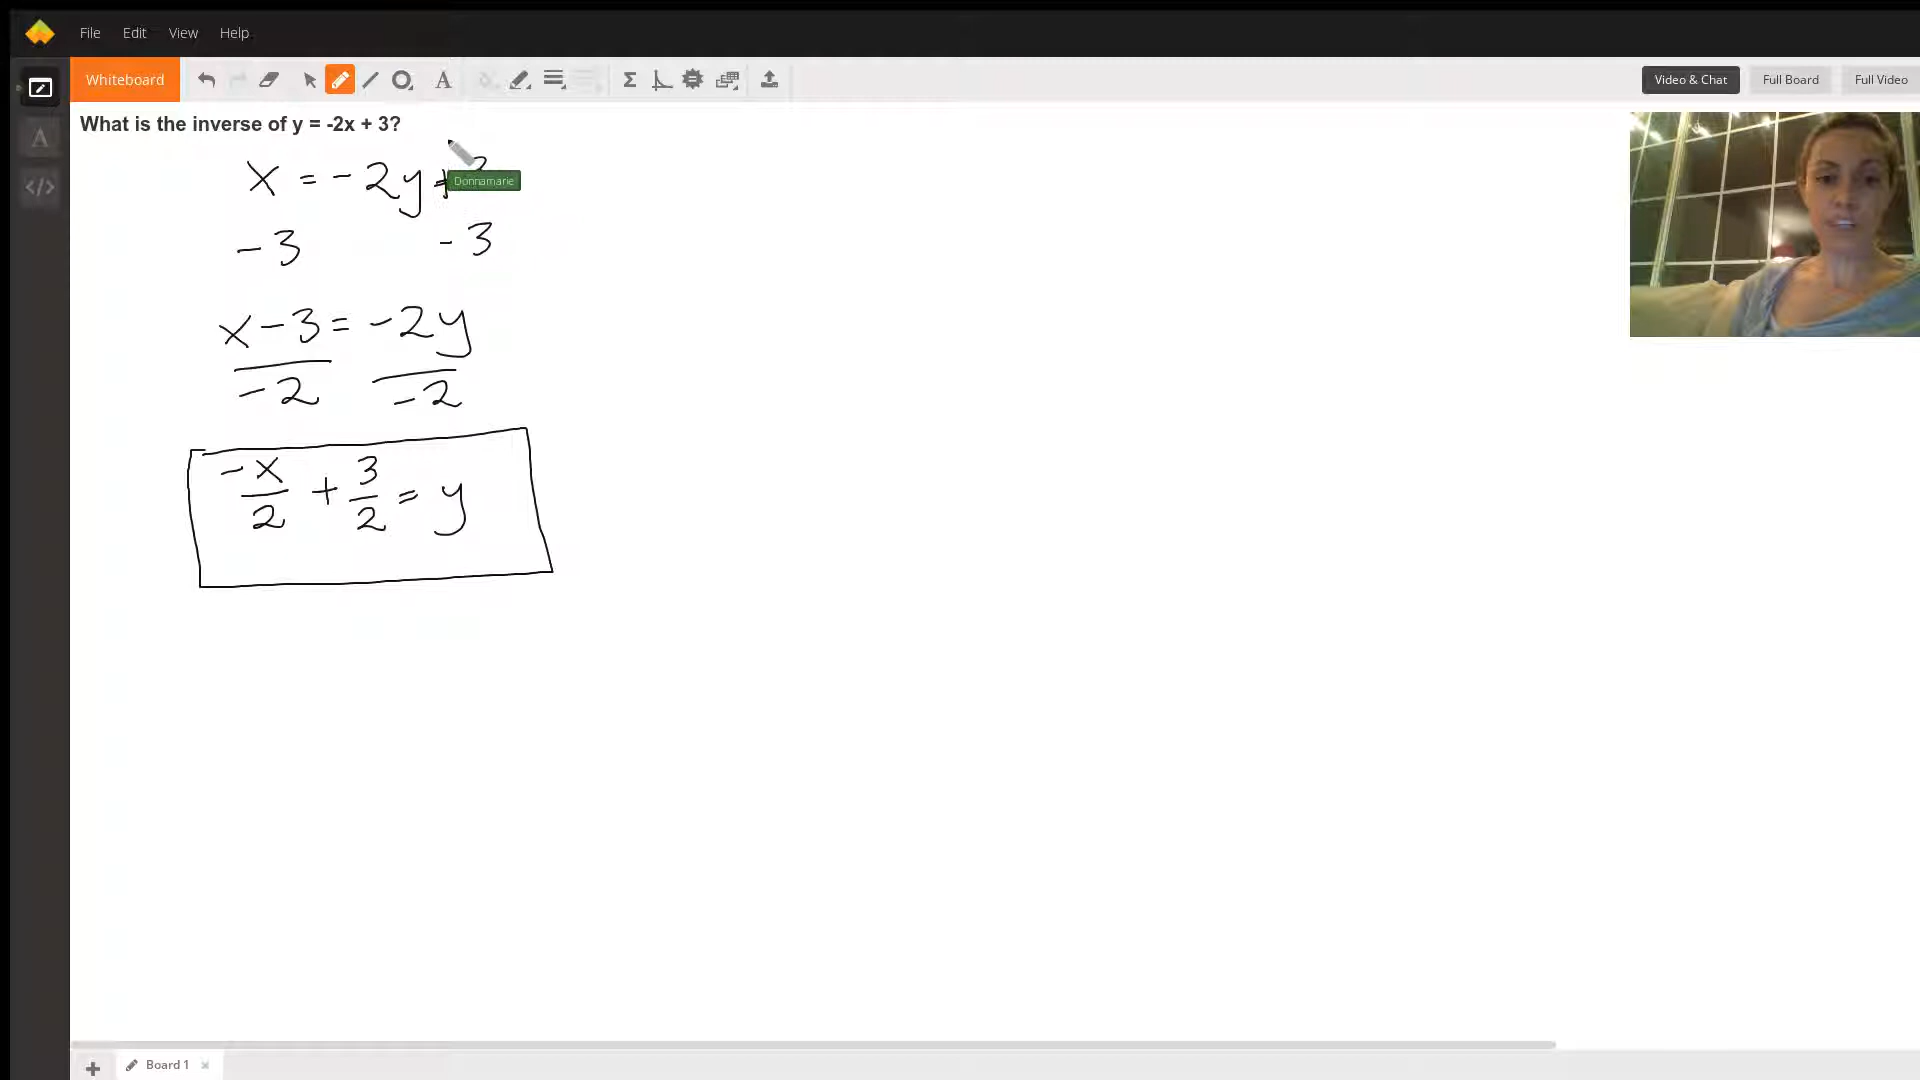 File Edit View Help
Whiteboard A Σ Video & Chat Full Board Full Video
A
</>
What is the inverse of y = -2x + 3?
x = -2y +
Donnamarie
-3 -3
x - 3 = -2y
-2 -2
-x/2 + 3/2 = y
Board 1